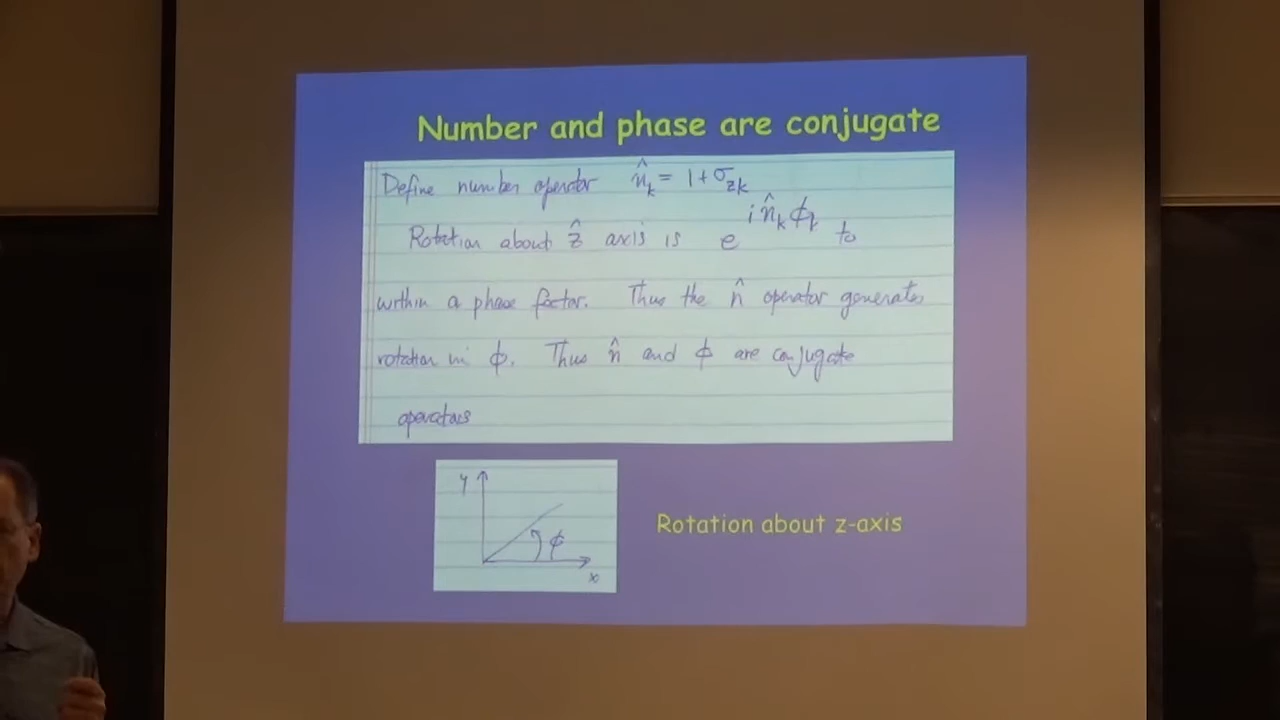 Number and phase are conjugate
Define number operator n̂ₖ = 1+σ_zk
Rotation about ẑ axis is e^{i n̂ₖ ϕₖ} to
within a phase factor. Thus the n̂ operator generates
rotation in ϕ. Thus n̂ and ϕ are conjugate
operators
y
ϕ
x
Rotation about z-axis